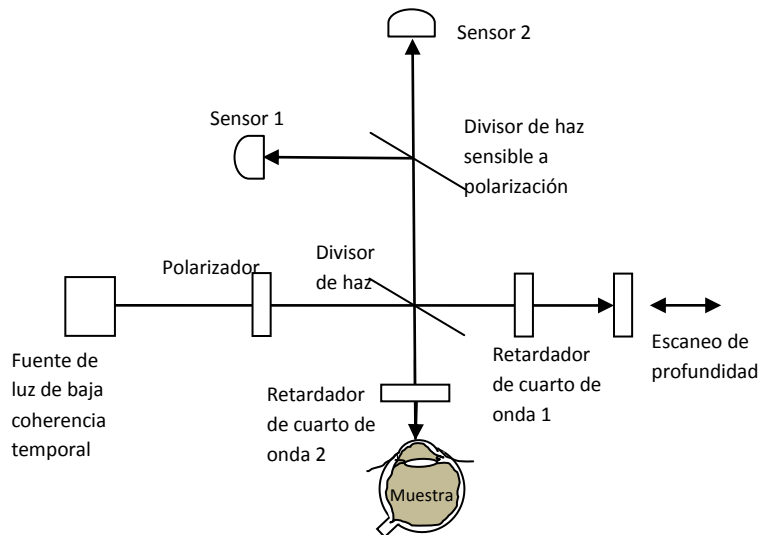 Sensor 2
Sensor 1
Divisor de haz
sensible a
polarización
Polarizador
Divisor
de haz
Fuente de
luz de baja
coherencia
temporal
Retardador
de cuarto de
onda 2
Retardador
de cuarto de
onda 1
Escaneo de
profundidad
Muestra